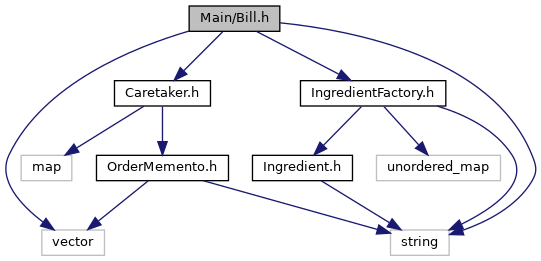 Main/Bill.h
Caretaker.h
IngredientFactory.h
map
OrderMemento.h
Ingredient.h
unordered_map
vector
string